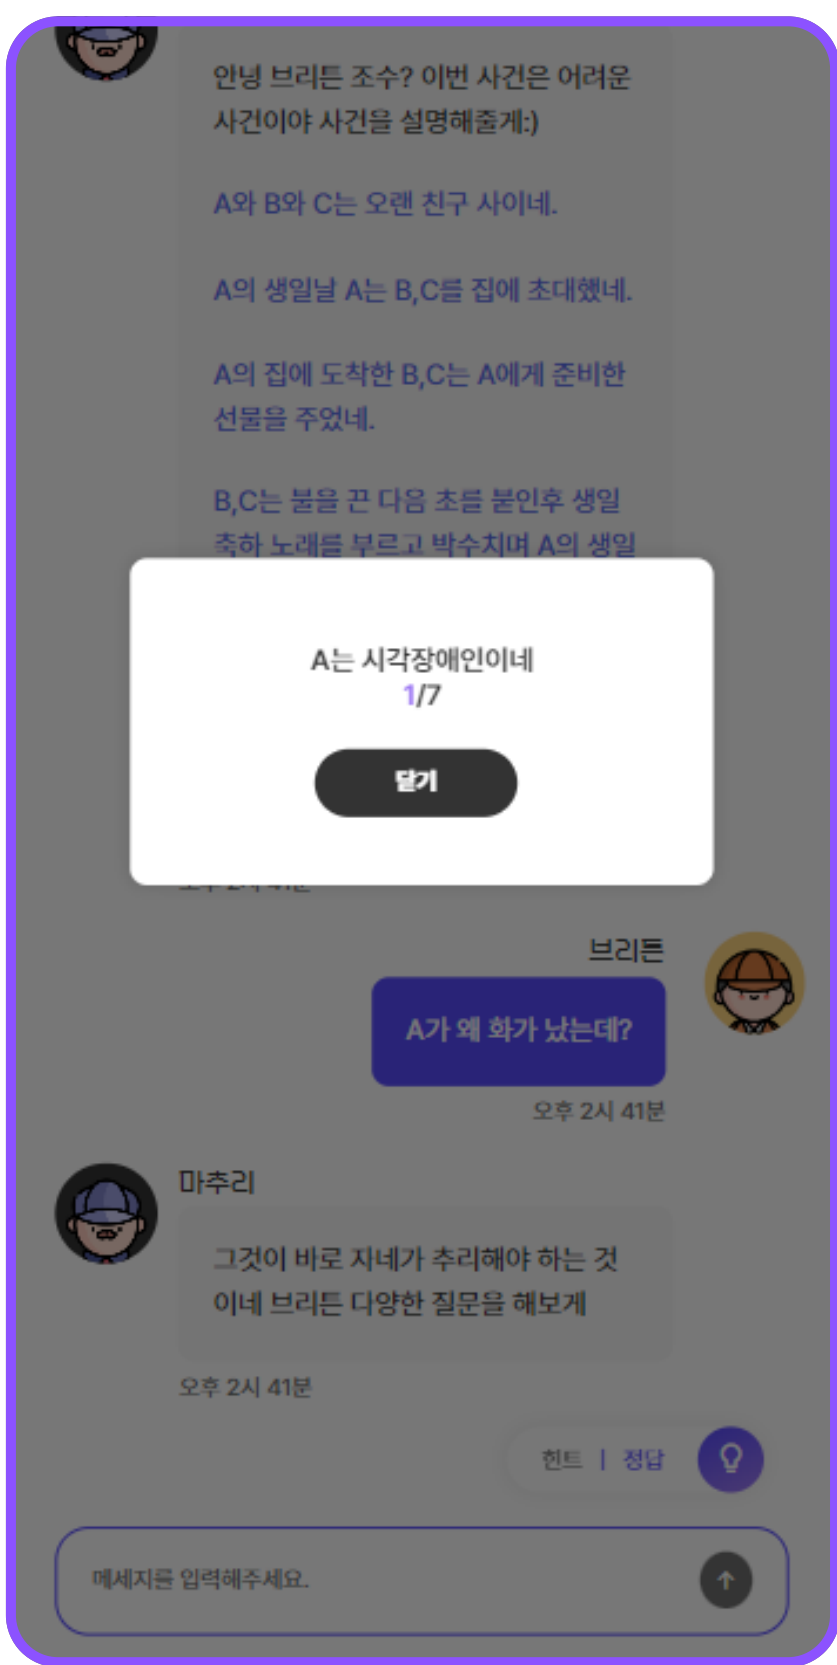 안녕 브리튼 조수? 이번 사건은 어려운
사건이야 사건을 설명해줄게:)
A와 B와 C는 오랜 친구 사이네.
A의 생일날 A는 B,C를 집에 초대했네.
A의 집에 도착한 B,C는 A에게 준비한
선물을 주었네.
B,C는 불을 끈 다음 초를 붙인후 생일
축하 노래를 부르고 박수치며 A의 생일
A는 시각장애인이네
1/7
닫기
브리튼
A가 왜 화가 났는데?
오후 2시 41분
마추리
그것이 바로 자네가 추리해야 하는 것
이네 브리튼 다양한 질문을 해보게
오후 2시 41분
힌트 | 정답
메세지를 입력해주세요.